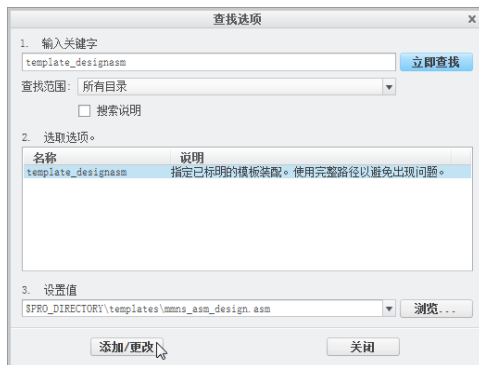 查找选项 x
1. 输入关键字
template_designasm 立即查找
查找范围: 所有目录
搜索说明
2. 选取选项。
名称 说明
template_designasm 指定已标明的模板装配。使用完整路径以避免出现问题。
3. 设置值
$PRO_DIRECTORY\templates\mmns_asm_design.asm 浏览...
添加/更改 关闭